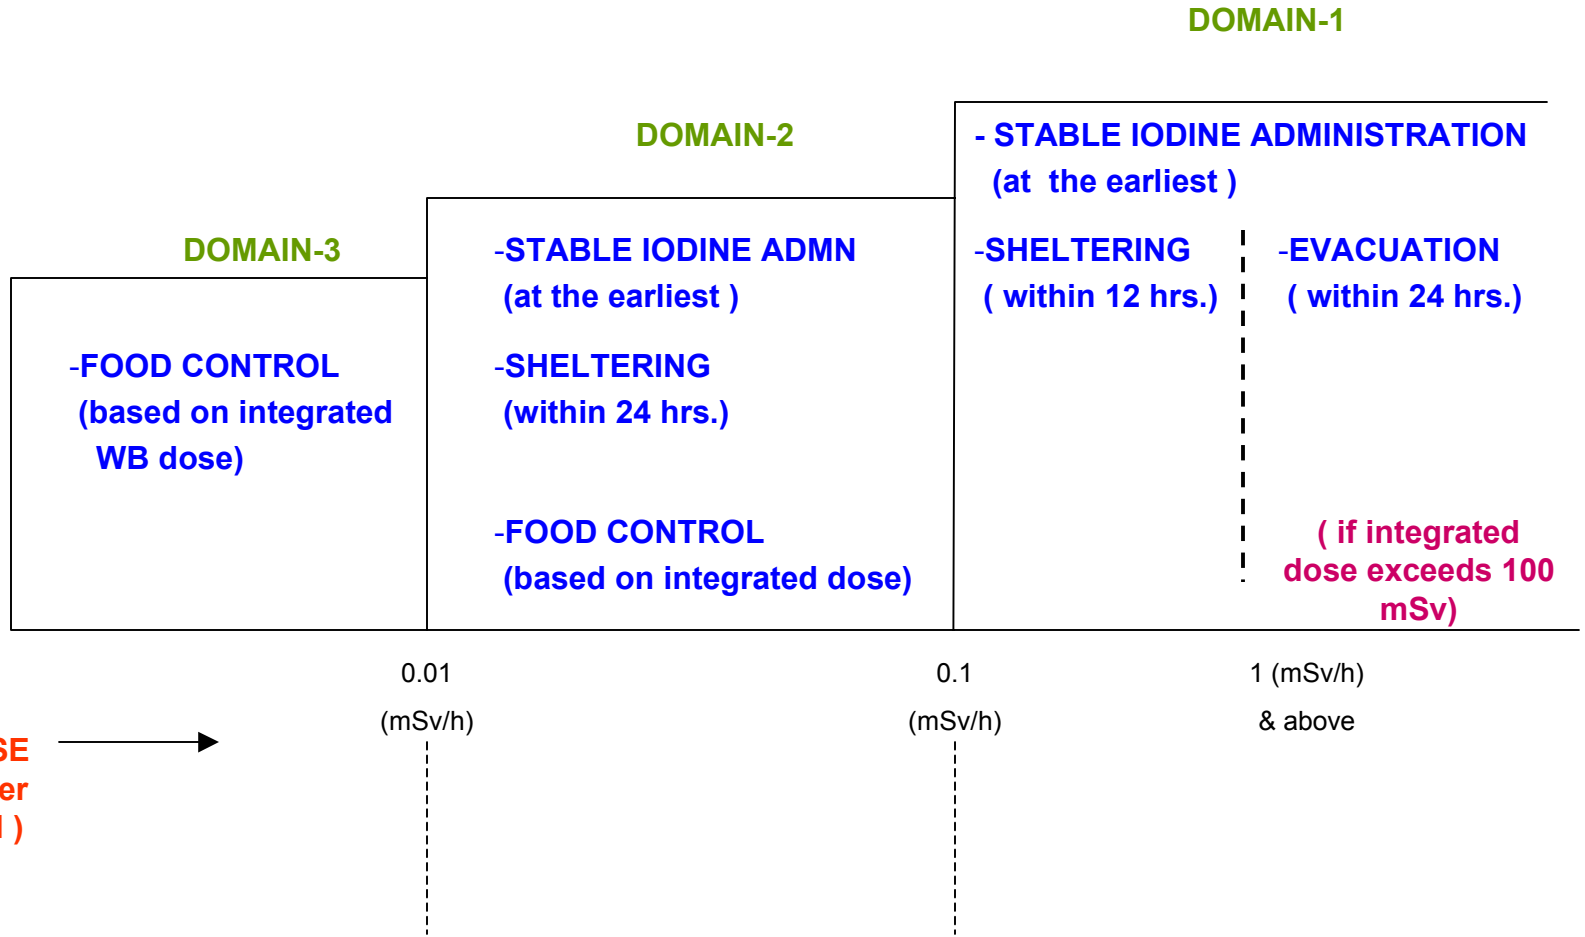 DOMAIN-1
DOMAIN-2
DOMAIN-3
- STABLE IODINE ADMINISTRATION
(at the earliest )
-SHELTERING
( within 12 hrs.)
-EVACUATION
( within 24 hrs.)
( if integrated
dose exceeds 100
mSv)
-STABLE IODINE ADMN
(at the earliest )
-SHELTERING
(within 24 hrs.)
-FOOD CONTROL
(based on integrated dose)
-FOOD CONTROL
(based on integrated
WB dose)
0.01
(mSv/h)
0.1
(mSv/h)
1 (mSv/h)
& above